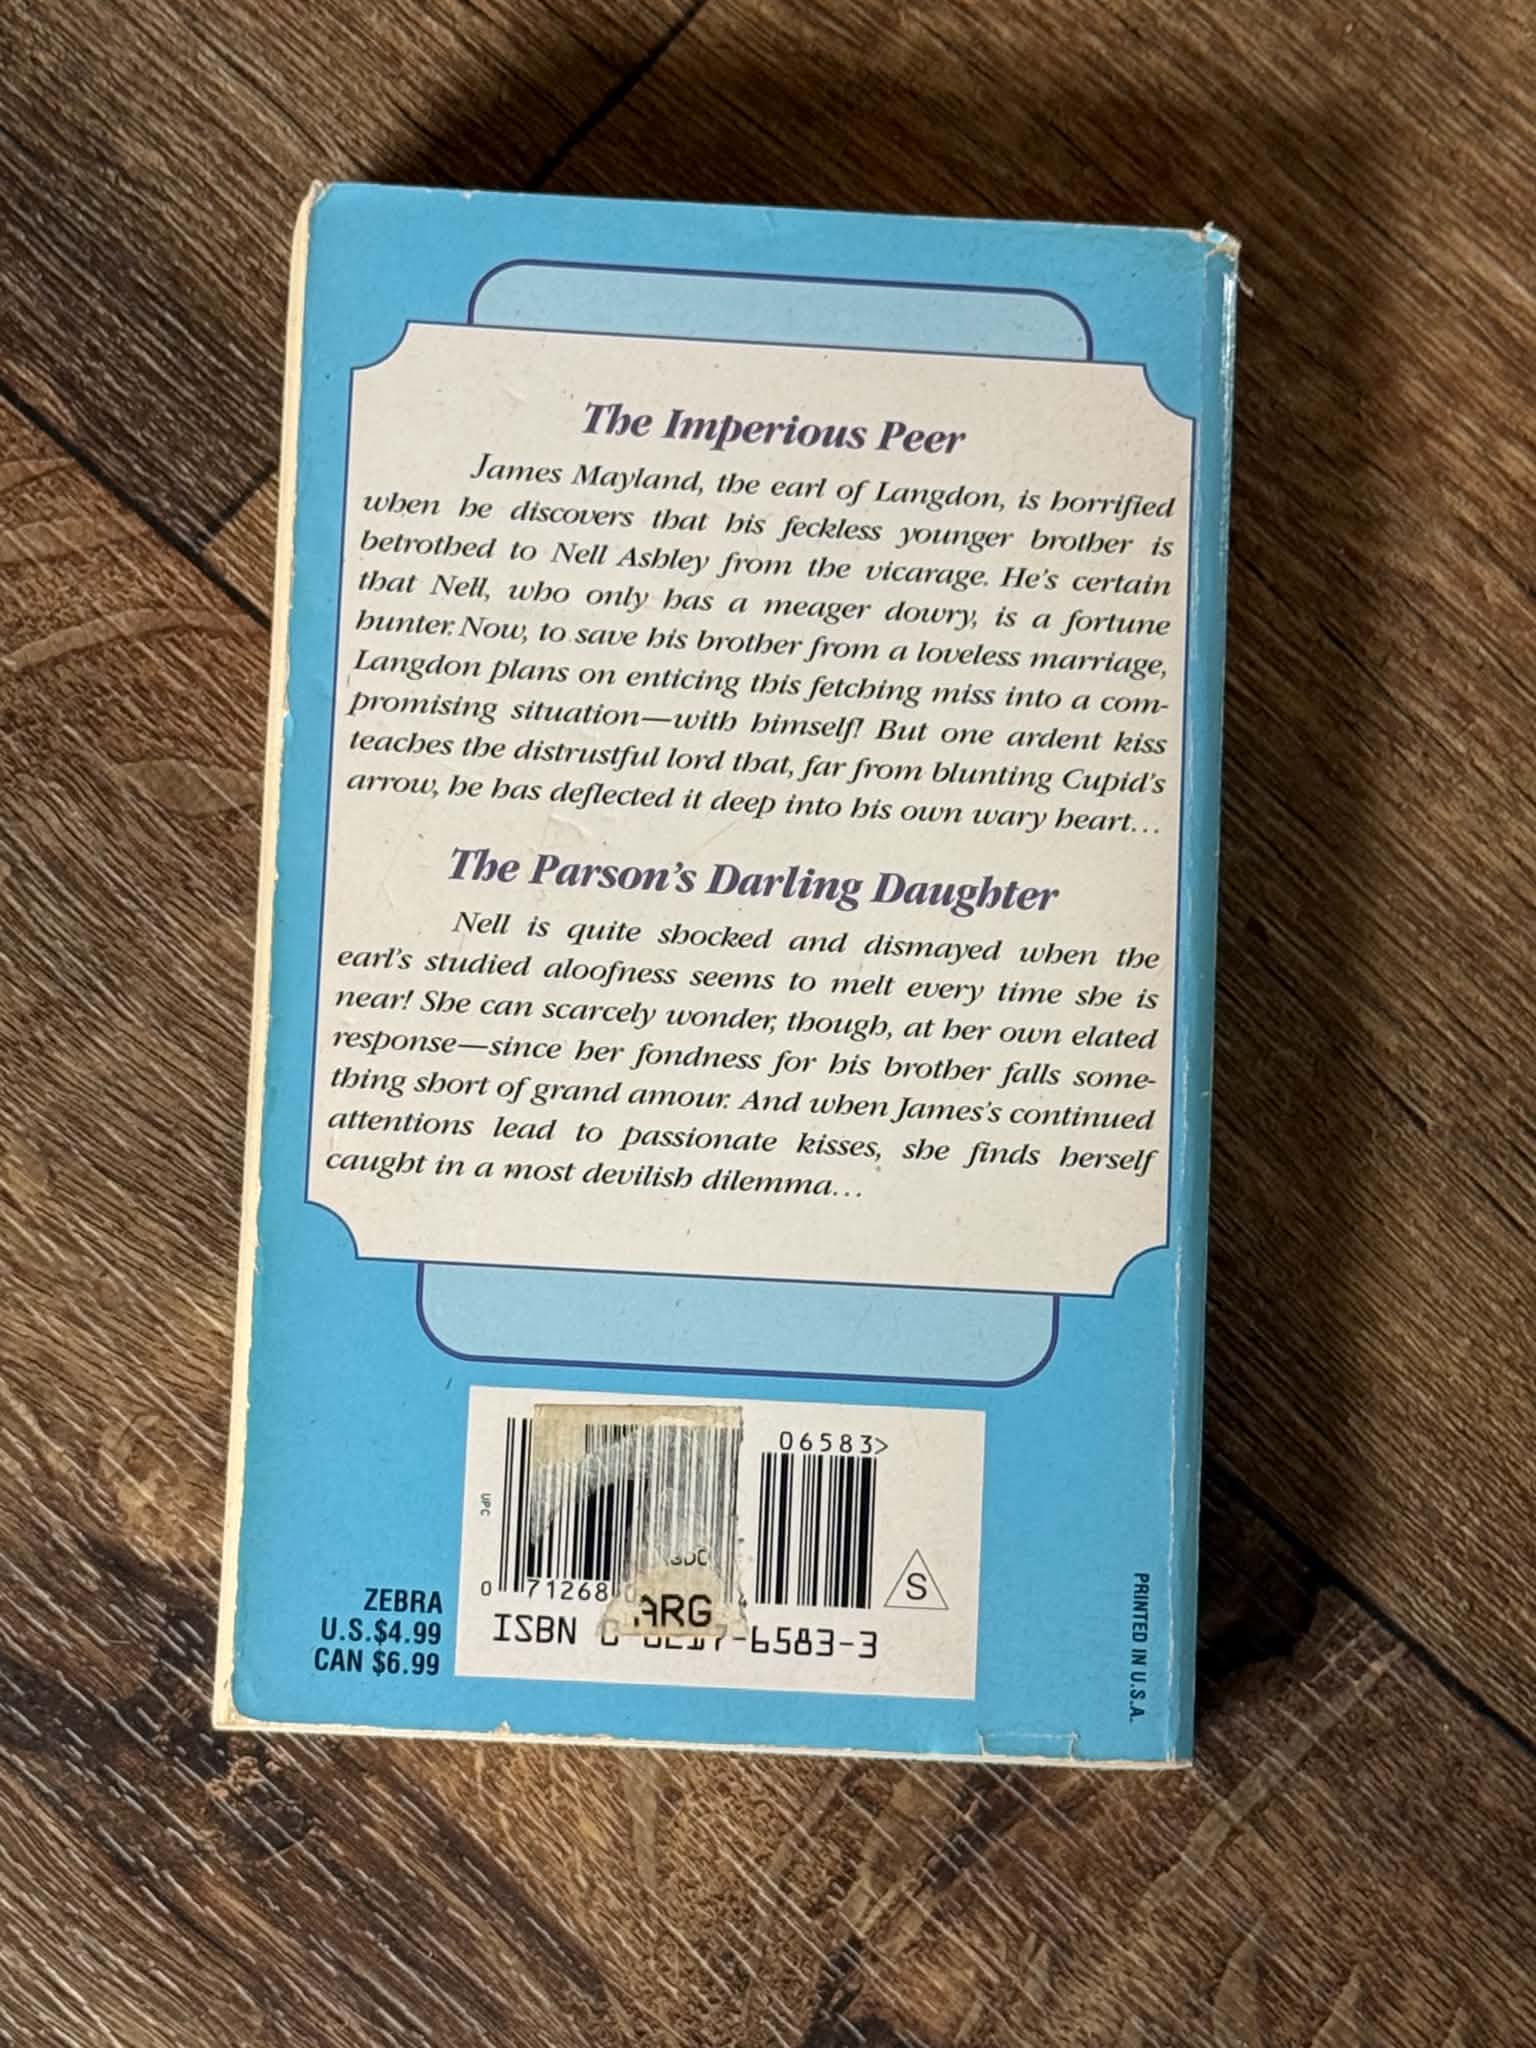 The Imperious Peer
James Mayland, the earl of Langdon, is horrified
when he discovers that his feckless younger brother is
betrothed to Nell Ashley from the vicarage. He's certain
that Nell, who only has a meager dowry, is a fortune
hunter. Now, to save his brother from a loveless marriage,
Langdon plans on enticing this fetching miss into a com-
promising situation—with himself! But one ardent kiss
teaches the distrustful lord that, far from blunting Cupid's
arrow, he has deflected it deep into his own wary heart...
The Parson's Darling Daughter
Nell is quite shocked and dismayed when the
earl's studied aloofness seems to melt every time she is
near! She can scarcely wonder, though, at her own elated
response—since her fondness for his brother falls some-
thing short of grand amour. And when James's continued
attentions lead to passionate kisses, she finds herself
caught in a most devilish dilemma...
06583>
UPC
0 71268
S
ARG
ISBN -6583-3
ZEBRA
U.S.$4.99
CAN $6.99
PRINTED IN U.S.A.